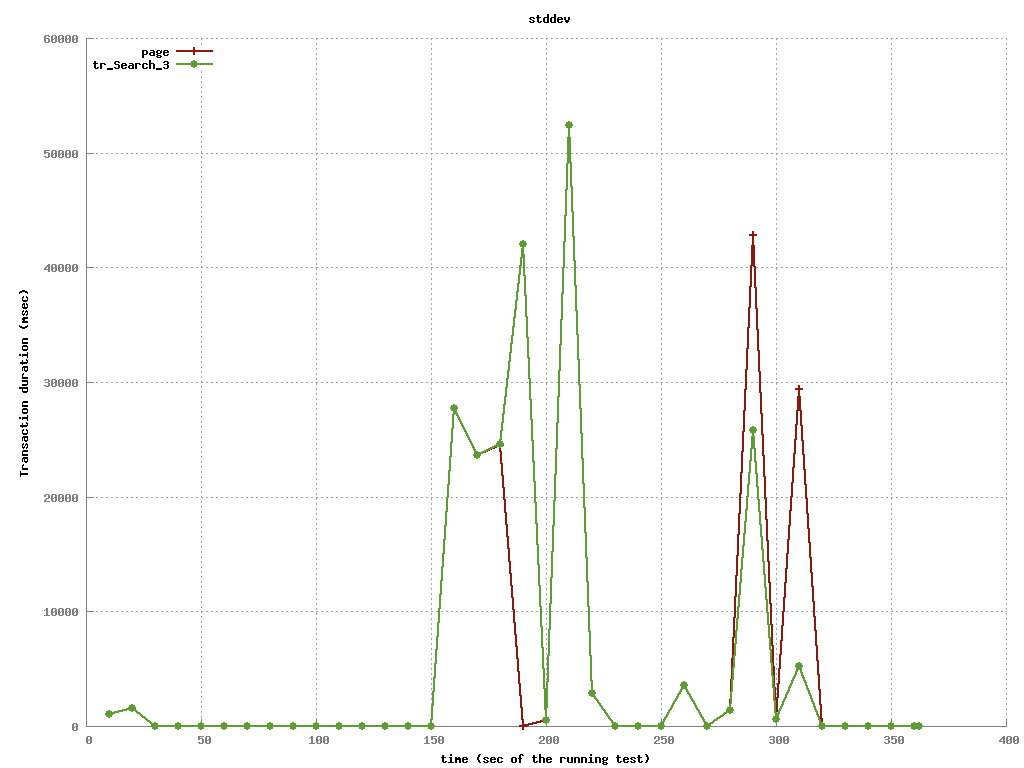 stddev
60000
page
tr_Search_3
50000
40000
30000
20000
10000
0
Transaction duration (msec)
0 50 100 150 200 250 300 350 400
time (sec of the running test)